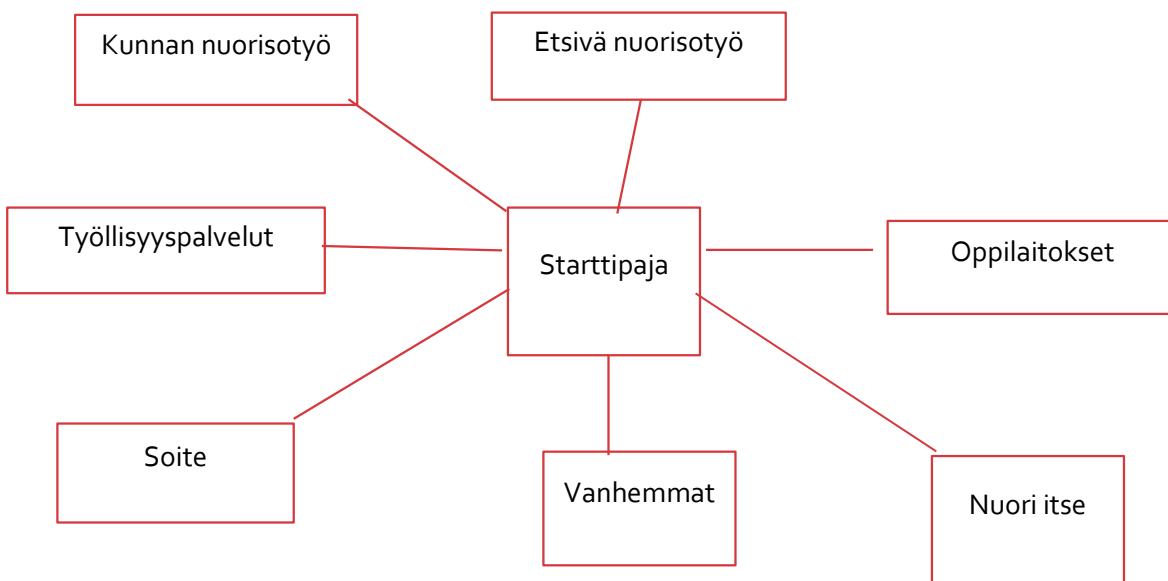 Kunnan nuorisotyö
Etsivä nuorisotyö
Työllisyyspalvelut
Starttipaja
Oppilaitokset
Soite
Vanhemmat
Nuori itse